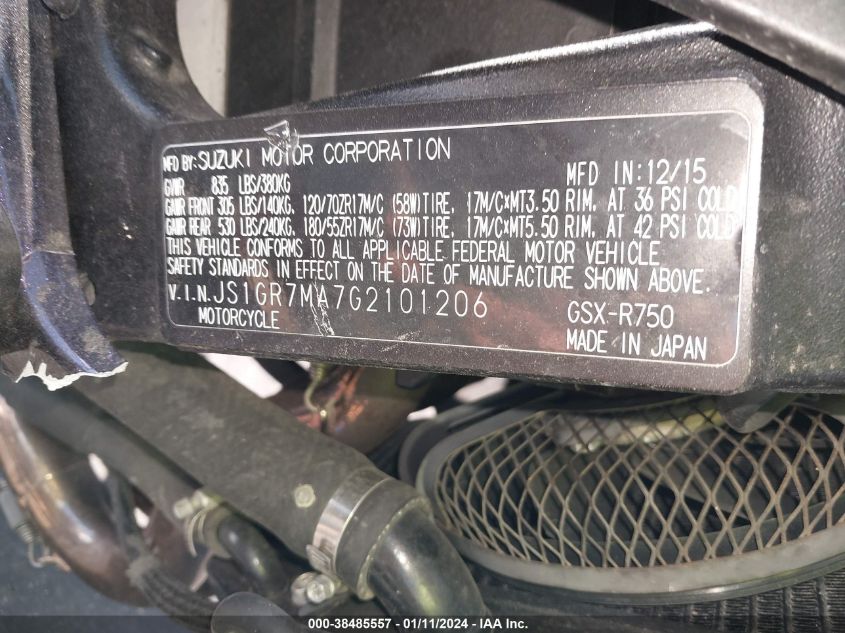 MFD BY: SUZUKI MOTOR CORPORATION
MFD IN: 12/15
GVWR 835 LBS/380KG
GAWR FRONT 305 LBS/140KG, 120/70ZR17M/C (58W)TIRE, 17M/C×MT3.50 RIM, AT 36 PSI COLD
GAWR REAR 530 LBS/240KG, 180/55ZR17M/C (73W)TIRE, 17M/C×MT5.50 RIM, AT 42 PSI COLD
THIS VEHICLE CONFORMS TO ALL APPLICABLE FEDERAL MOTOR VEHICLE
SAFETY STANDARDS IN EFFECT ON THE DATE OF MANUFACTURE SHOWN ABOVE.
V.I.N. JS1GR7MA7G2101206
GSX-R750
MOTORCYCLE
MADE IN JAPAN
000-38485557 - 01/11/2024 - IAA Inc.